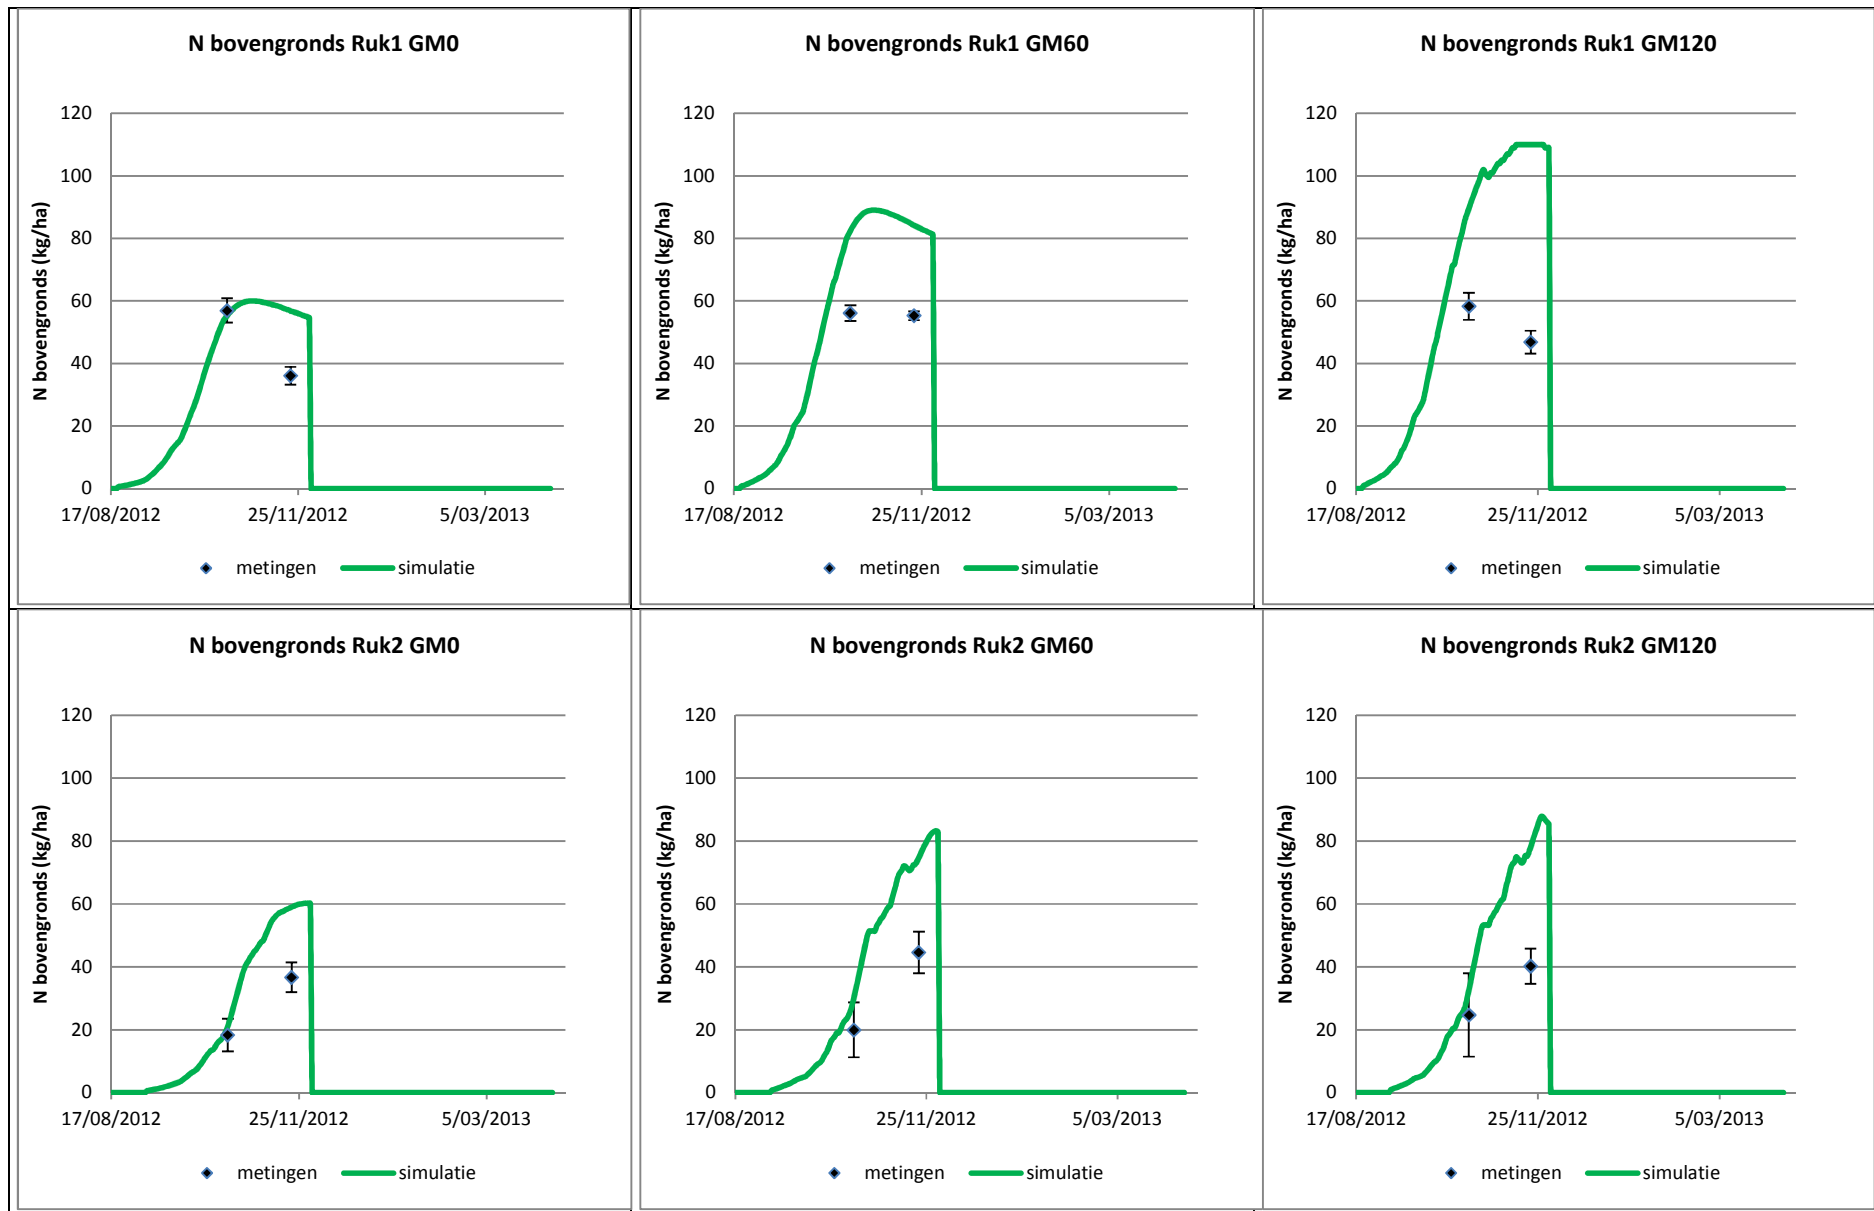 N bovengronds Ruk1 GM0
N bovengronds (kg/ha)
120
100
80
60
40
20
0
17/08/2012 25/11/2012 5/03/2013
metingen simulatie
N bovengronds Ruk1 GM60
N bovengronds (kg/ha)
120
100
80
60
40
20
0
17/08/2012 25/11/2012 5/03/2013
metingen simulatie
N bovengronds Ruk1 GM120
N bovengronds (kg/ha)
120
100
80
60
40
20
0
17/08/2012 25/11/2012 5/03/2013
metingen simulatie
N bovengronds Ruk2 GM0
N bovengronds (kg/ha)
120
100
80
60
40
20
0
17/08/2012 25/11/2012 5/03/2013
metingen simulatie
N bovengronds Ruk2 GM60
N bovengronds (kg/ha)
120
100
80
60
40
20
0
17/08/2012 25/11/2012 5/03/2013
metingen simulatie
N bovengronds Ruk2 GM120
N bovengronds (kg/ha)
120
100
80
60
40
20
0
17/08/2012 25/11/2012 5/03/2013
metingen simulatie